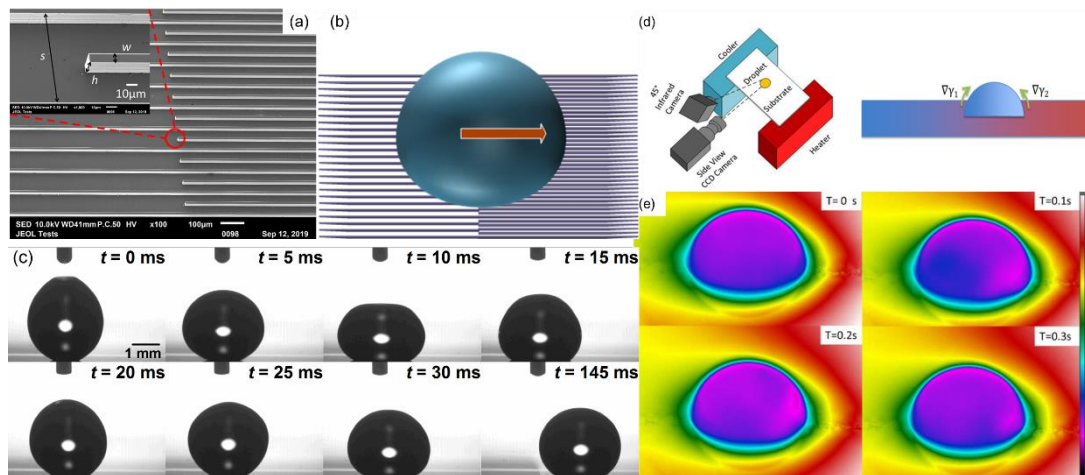 (a)
s
w
h
10μm
SED 10.0kV WD41mm P.C.50 HV x100 100μm
JEOL Tests 0098 Sep 12, 2019
(b)
(c)
t = 0 ms
t = 5 ms
t = 10 ms
t = 15 ms
1 mm
t = 20 ms
t = 25 ms
t = 30 ms
t = 145 ms
(d)
Cooler
Droplet
Substrate
45°
Infrared
Camera
Side View
CCD Camera
Heater
∇γ1
∇γ2
(e)
T= 0 s
T=0.1s
T=0.2s
T=0.3s